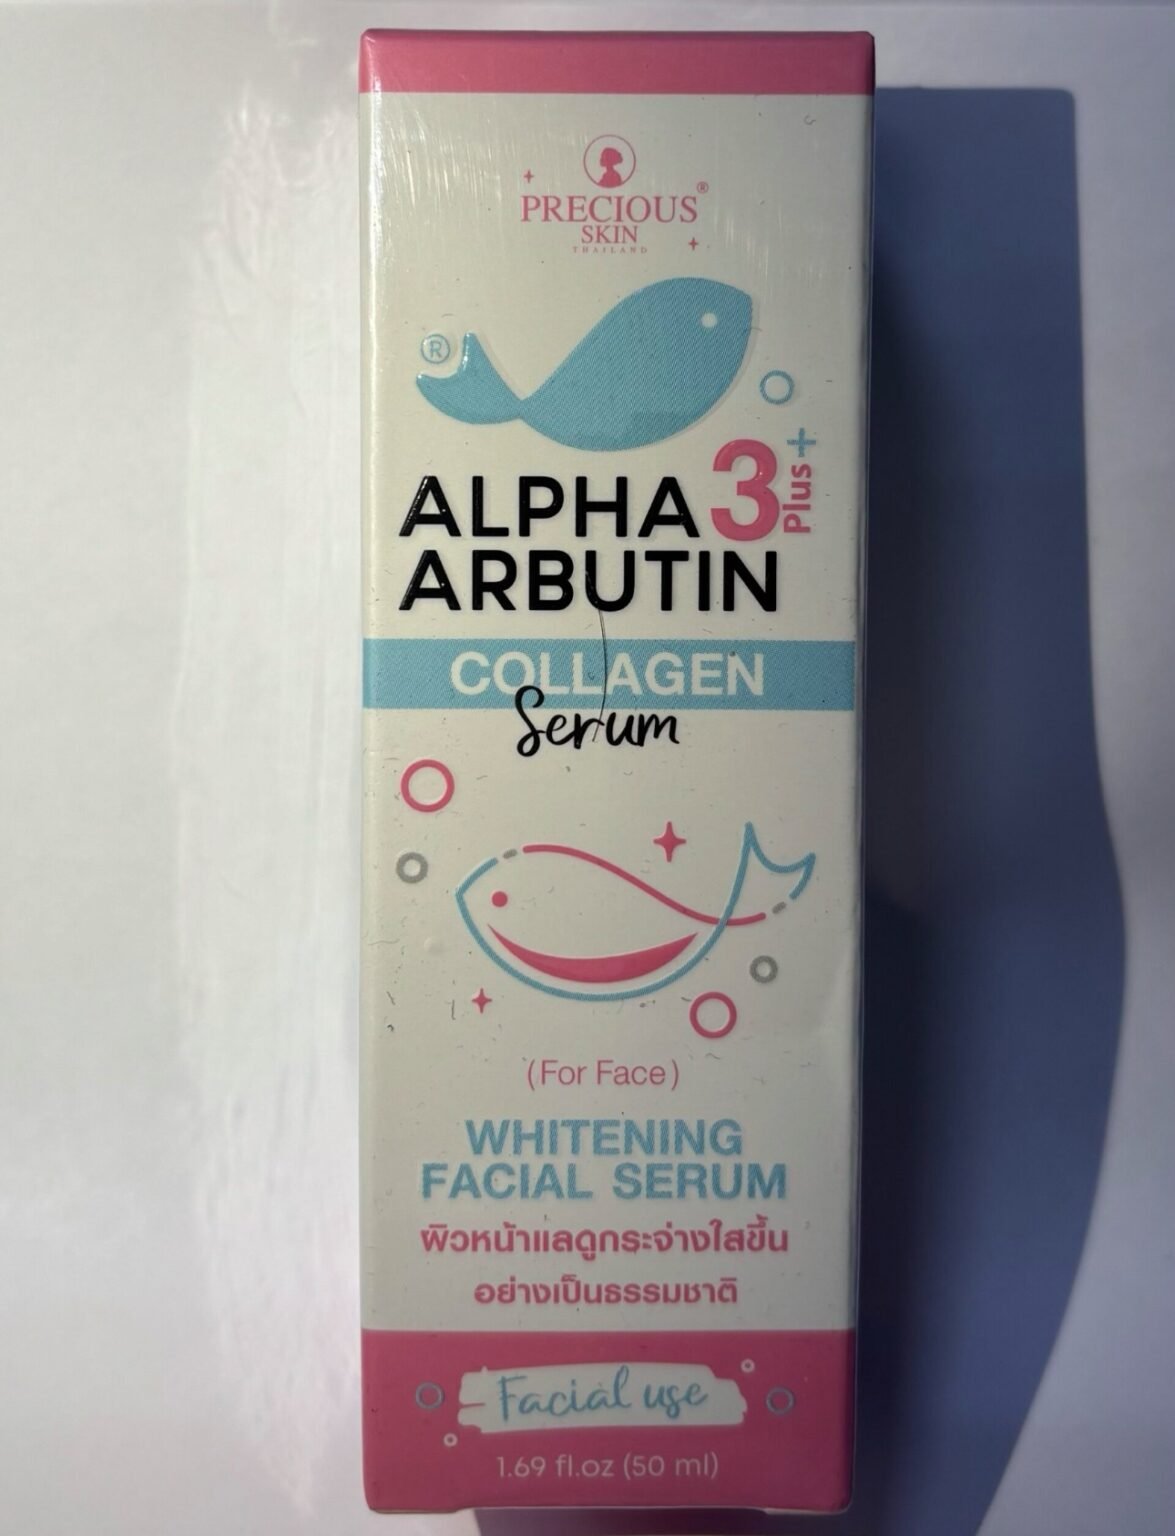 PRECIOUS®
SKIN
THAILAND
®
ALPHA 3 Plus+
ARBUTIN
COLLAGEN
Serum
(For Face)
WHITENING
FACIAL SERUM
ผิวหน้าแลดูกระจ่างใสขึ้น
อย่างเป็นธรรมชาติ
Facial use
1.69 fl.oz (50 ml)